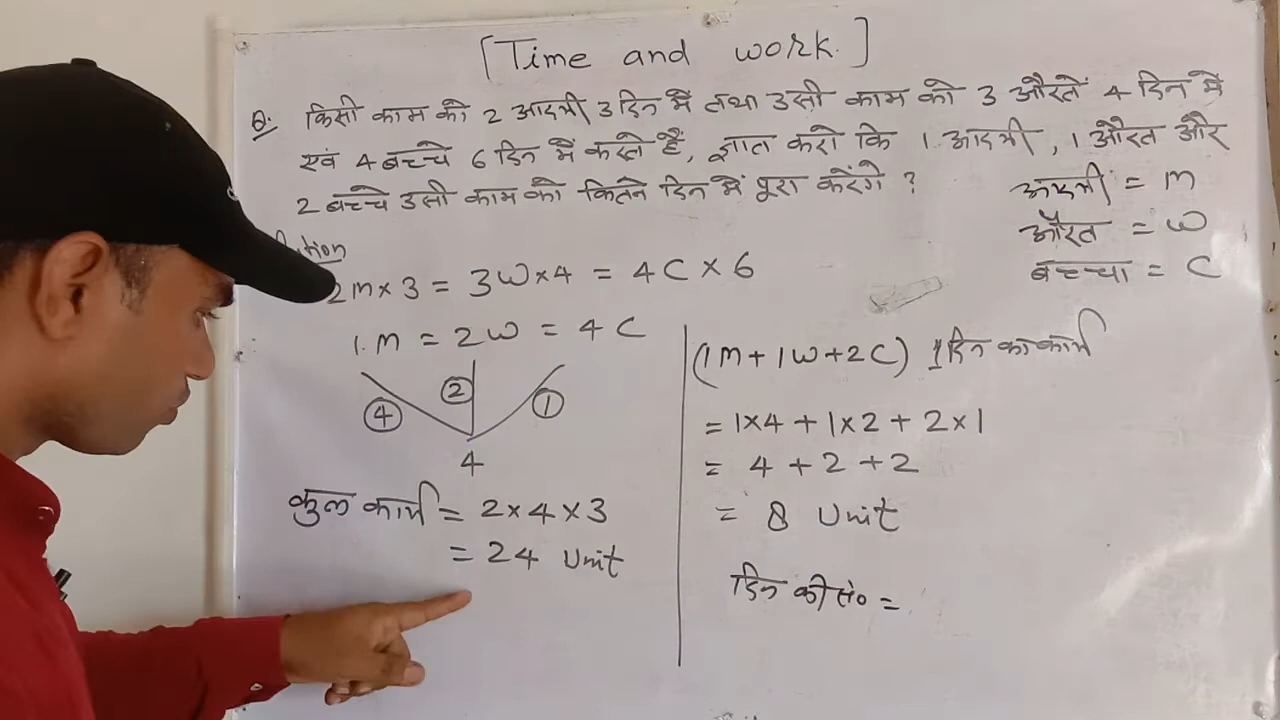 [Time and work.]
Q. किसी काम को 2 आदमी 3 दिन में तथा उसी काम को 3 औरतें 4 दिन में
एवं 4 बच्चे 6 दिन में करते हैं, ज्ञात करो कि 1 आदमी, 1 औरत और
2 बच्चे उसी काम को कितने दिन में पूरा करेंगे ?
आदमी = m
औरत = w
बच्चा = C
2m×3 = 3w×4 = 4C×6
1.m = 2w = 4C
4 2 1
4
कुल कार्य = 2×4×3
= 24 Unit
(1m+1w+2C) 1 दिन का कार्य
= 1×4 + 1×2 + 2×1
= 4 + 2 + 2
= 8 Unit
दिन की सं० =